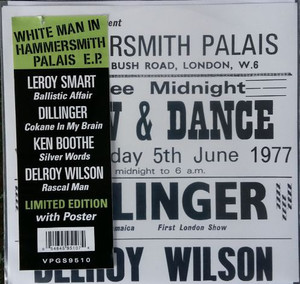 WHITE MAN IN
HAMMERSMITH
PALAIS E.P.
LEROY SMART
Ballistic Affair
DILLINGER
Cokane In My Brain
KEN BOOTHE
Silver Words
DELROY WILSON
Rascal Man
LIMITED EDITION
with Poster
VPGS9510
ent
ERSMITH PALAIS
BUSH ROAD, LONDON, W.6
ee Midnight
W & DANCE
day 5th June 1977
midnight to 6 a.m.
LINGER
amaica First London Show
DELROY WILSON